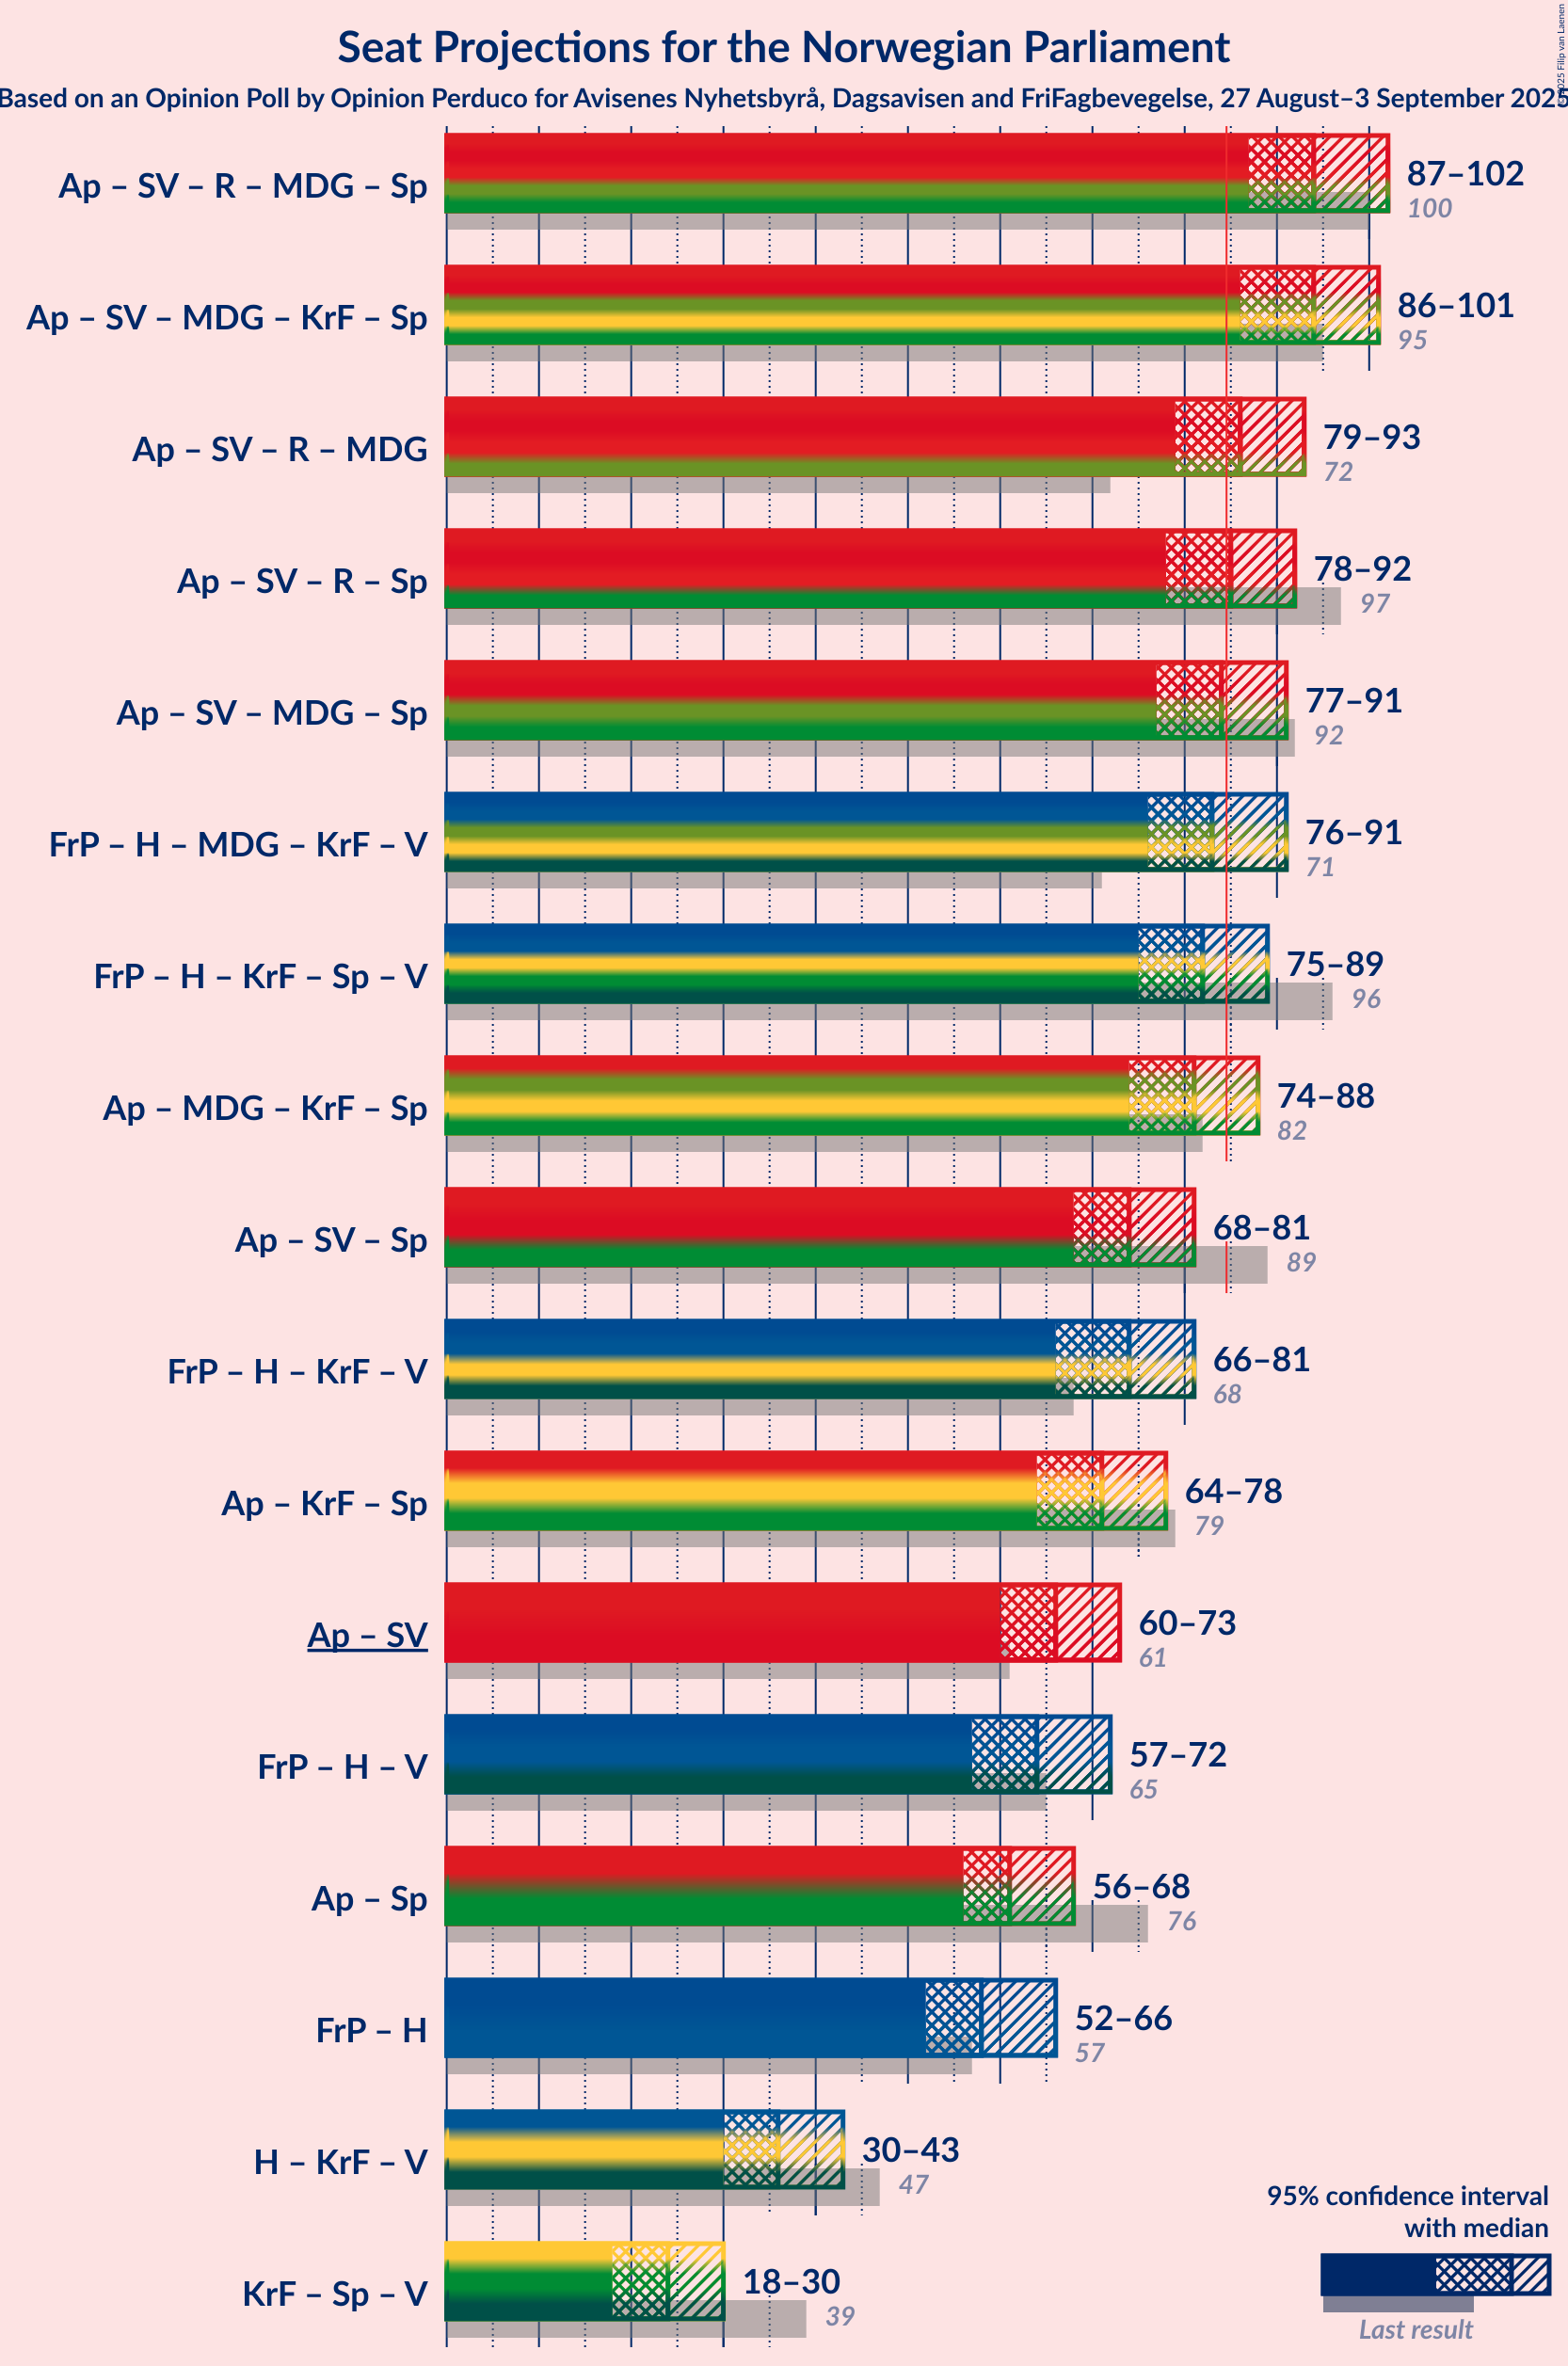 Seat Projections for the Norwegian Parliament
Based on an Opinion Poll by Opinion Perduco for Avisenes Nyhetsbyrå, Dagsavisen and FriFagbevegelse, 27 August–3 September 2025
©2025 Filip van Laenen
Ap – SV – R – MDG – Sp
87–102
100
Ap – SV – MDG – KrF – Sp
86–101
95
Ap – SV – R – MDG
79–93
72
Ap – SV – R – Sp
78–92
97
Ap – SV – MDG – Sp
77–91
92
FrP – H – MDG – KrF – V
76–91
71
FrP – H – KrF – Sp – V
75–89
96
Ap – MDG – KrF – Sp
74–88
82
Ap – SV – Sp
68–81
89
FrP – H – KrF – V
66–81
68
Ap – KrF – Sp
64–78
79
Ap – SV
60–73
61
FrP – H – V
57–72
65
Ap – Sp
56–68
76
FrP – H
52–66
57
H – KrF – V
30–43
47
KrF – Sp – V
18–30
39
95% confidence interval
with median
Last result